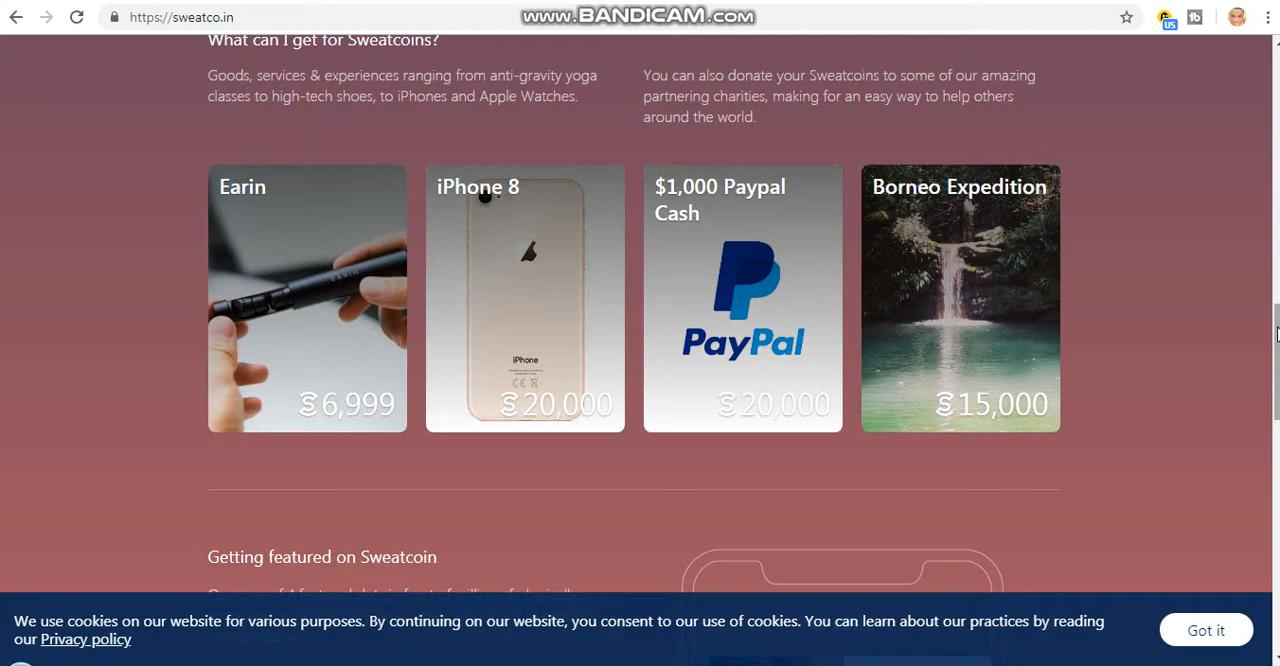 https://sweatco.in
www.BANDICAM.com
US
What can I get for Sweatcoins?
Goods, services & experiences ranging from anti-gravity yoga
classes to high-tech shoes, to iPhones and Apple Watches.
You can also donate your Sweatcoins to some of our amazing
partnering charities, making for an easy way to help others
around the world.
Earin
EARIN
6,999
iPhone 8
iPhone
20,000
$1,000 Paypal
Cash
PayPal
20,000
Borneo Expedition
15,000
Getting featured on Sweatcoin
We use cookies on our website for various purposes. By continuing on our website, you consent to our use of cookies. You can learn about our practices by reading
our Privacy policy
Got it